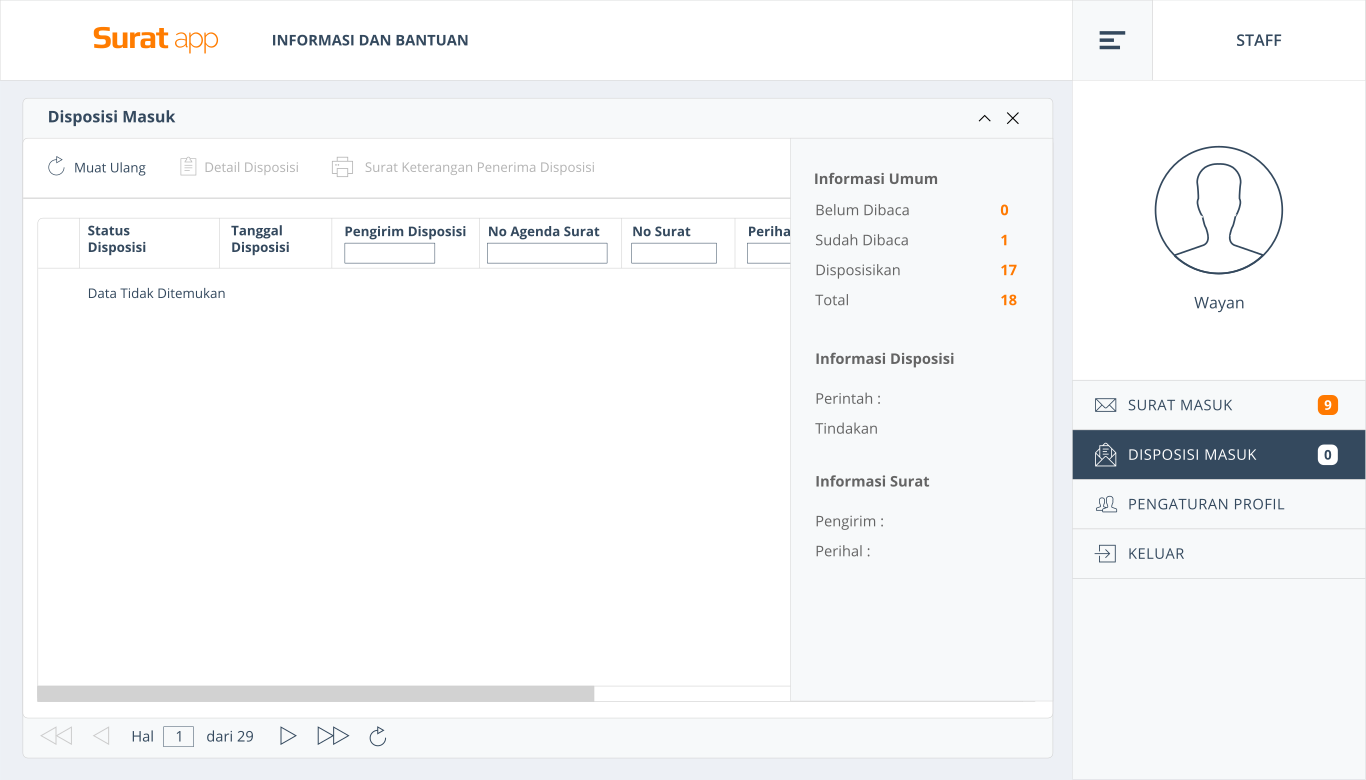 Surat app
INFORMASI DAN BANTUAN
STAFF
Disposisi Masuk
Muat Ulang
Detail Disposisi
Surat Keterangan Penerima Disposisi
Status
Disposisi
Tanggal
Disposisi
Pengirim Disposisi
No Agenda Surat
No Surat
Periha
Data Tidak Ditemukan
Informasi Umum
Belum Dibaca 0
Sudah Dibaca 1
Disposisikan 17
Total 18
Informasi Disposisi
Perintah :
Tindakan
Informasi Surat
Pengirim :
Perihal :
Hal 1 dari 29
Wayan
SURAT MASUK 9
DISPOSISI MASUK 0
PENGATURAN PROFIL
KELUAR